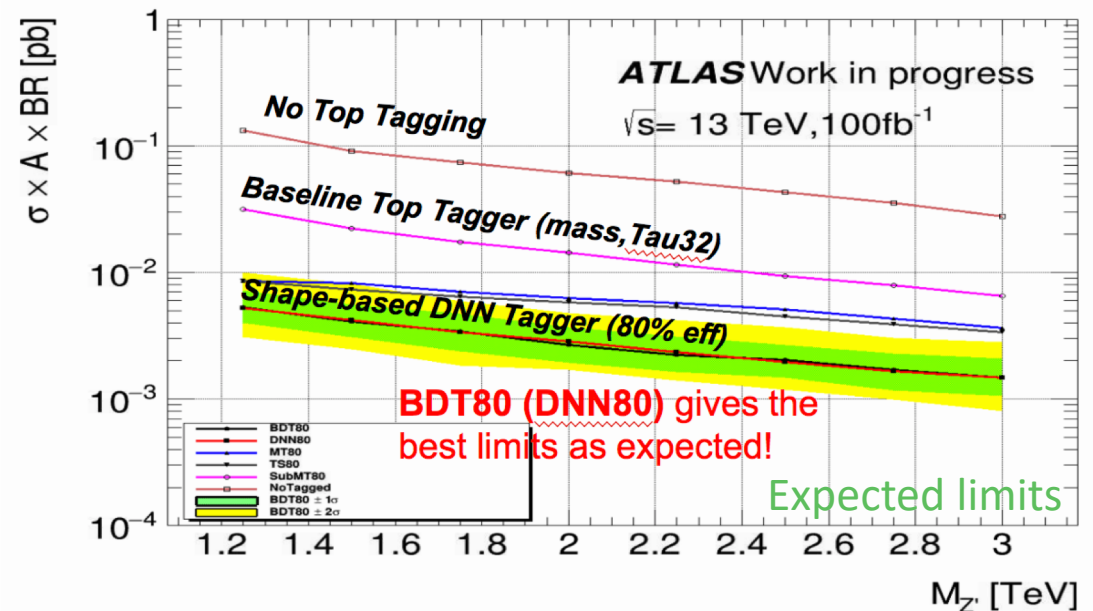 σ × A × BR [pb]
1
10⁻¹
10⁻²
10⁻³
10⁻⁴
ATLAS Work in progress
√s= 13 TeV,100fb⁻¹
No Top Tagging
Baseline Top Tagger (mass,Tau32)
Shape-based DNN Tagger (80% eff)
BDT80 (DNN80) gives the
best limits as expected!
BDT80
DNN80
MT80
TS80
SubMT80
NoTagged
BDT80 ± 1σ
BDT80 ± 2σ
Expected limits
1.2 1.4 1.6 1.8 2 2.2 2.4 2.6 2.8 3
M_Z' [TeV]